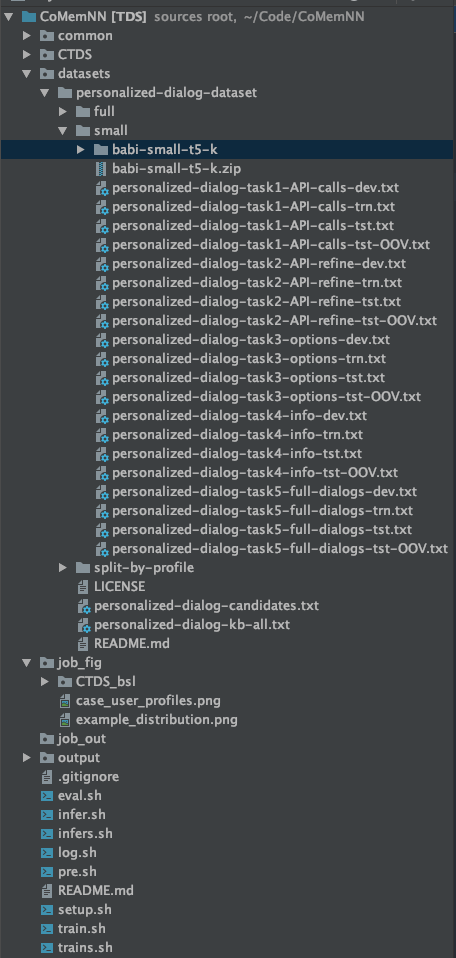 CoMemNN [TDS] sources root, ~/Code/CoMemNN
common
CTDS
datasets
personalized-dialog-dataset
full
small
babi-small-t5-k
babi-small-t5-k.zip
personalized-dialog-task1-API-calls-dev.txt
personalized-dialog-task1-API-calls-trn.txt
personalized-dialog-task1-API-calls-tst.txt
personalized-dialog-task1-API-calls-tst-OOV.txt
personalized-dialog-task2-API-refine-dev.txt
personalized-dialog-task2-API-refine-trn.txt
personalized-dialog-task2-API-refine-tst.txt
personalized-dialog-task2-API-refine-tst-OOV.txt
personalized-dialog-task3-options-dev.txt
personalized-dialog-task3-options-trn.txt
personalized-dialog-task3-options-tst.txt
personalized-dialog-task3-options-tst-OOV.txt
personalized-dialog-task4-info-dev.txt
personalized-dialog-task4-info-trn.txt
personalized-dialog-task4-info-tst.txt
personalized-dialog-task4-info-tst-OOV.txt
personalized-dialog-task5-full-dialogs-dev.txt
personalized-dialog-task5-full-dialogs-trn.txt
personalized-dialog-task5-full-dialogs-tst.txt
personalized-dialog-task5-full-dialogs-tst-OOV.txt
split-by-profile
LICENSE
personalized-dialog-candidates.txt
personalized-dialog-kb-all.txt
README.md
job_fig
CTDS_bsl
case_user_profiles.png
example_distribution.png
job_out
output
.gitignore
eval.sh
infer.sh
infers.sh
log.sh
pre.sh
README.md
setup.sh
train.sh
trains.sh